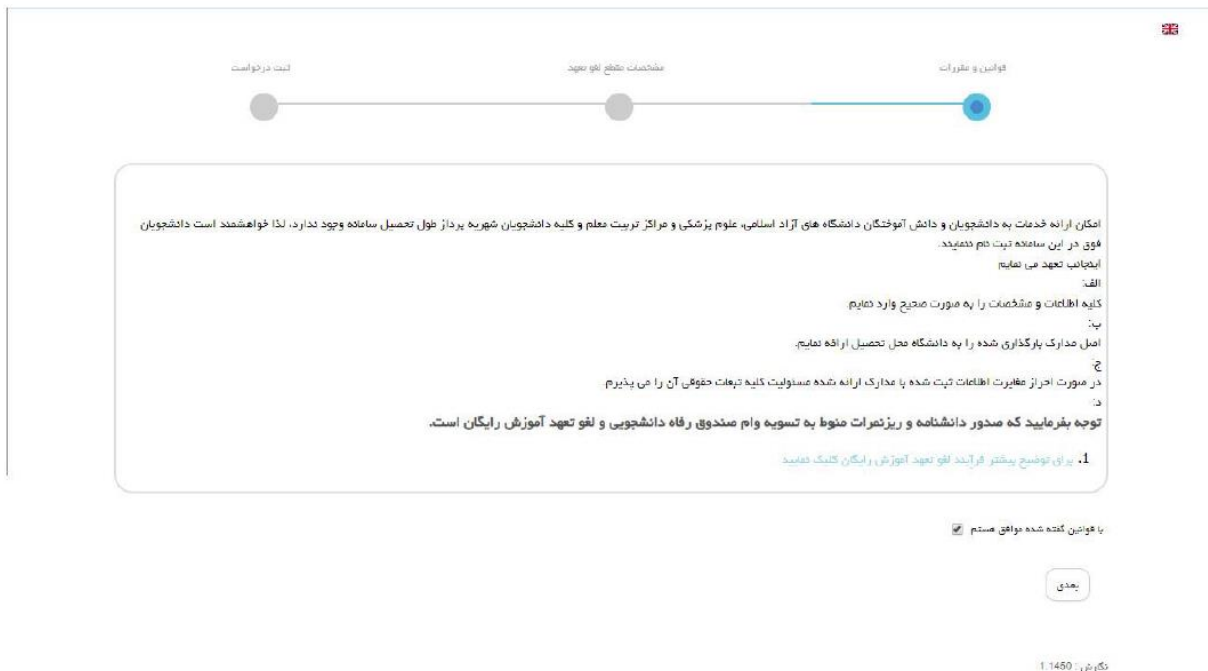 قوانین و مقررات
مشخصات مقطع لغو تعهد
ثبت درخواست
امکان ارائه خدمات به دانشجویان و دانش آموختگان دانشگاه های آزاد اسلامی، علوم پزشکی و مراکز تربیت معلم و کلیه دانشجویان شهریه پرداز طول تحصیل سامانه وجود ندارد، لذا خواهشمند است دانشجویان
فوق در این سامانه ثبت نام ننمایند.
اینجانب تعهد می نمایم
الف:
کلیه اطلاعات و مشخصات را به صورت صحیح وارد نمایم.
ب:
اصل مدارک بارگذاری شده را به دانشگاه محل تحصیل ارائه نمایم.
ج:
در صورت احراز مغایرت اطلاعات ثبت شده با مدارک ارائه شده مسئولیت کلیه تبعات حقوقی آن را می پذیرم
د:
توجه بفرمایید که صدور دانشنامه و ریزنمرات منوط به تسویه وام صندوق رفاه دانشجویی و لغو تعهد آموزش رایگان است.
1. برای توضیح بیشتر فرآیند لغو تعهد آموزش رایگان کلیک نمایید
با قوانین گفته شده موافق هستم
بعدی
نگارش : 1.1450